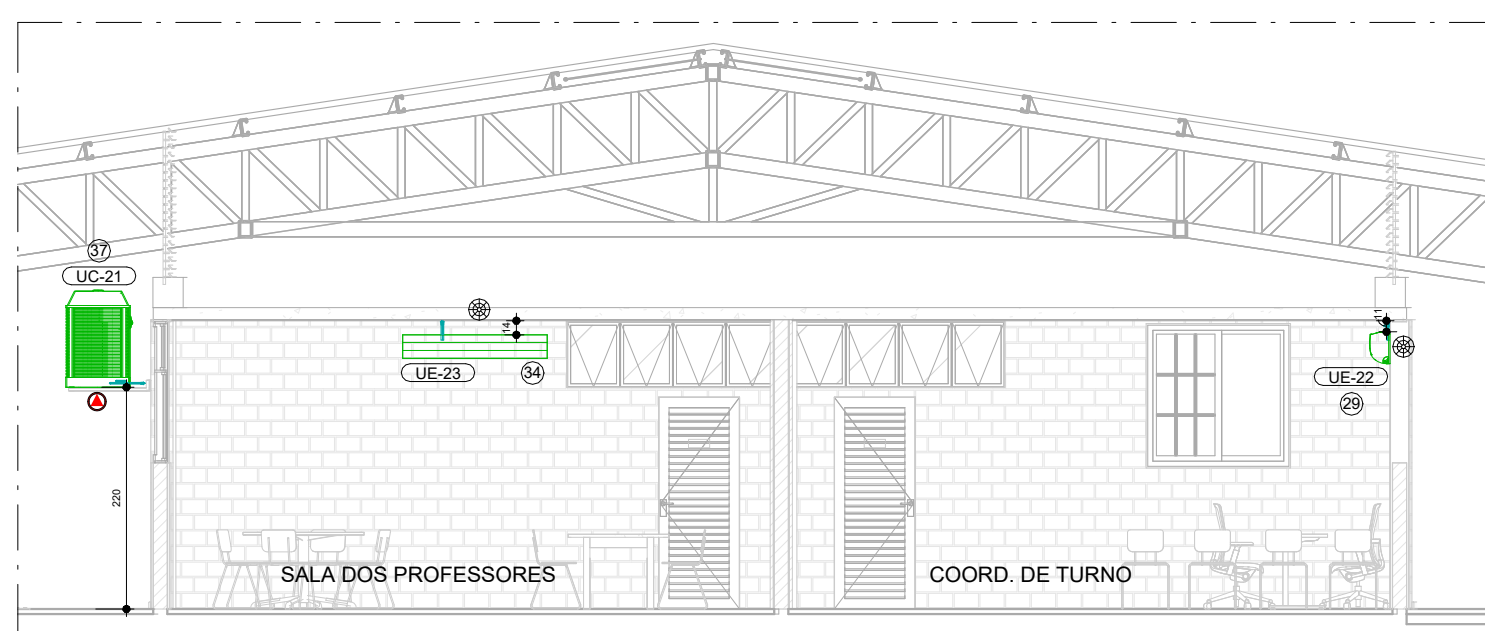 37
UC-21
14
11
UE-23
34
UE-22
29
220
SALA DOS PROFESSORES
COORD. DE TURNO